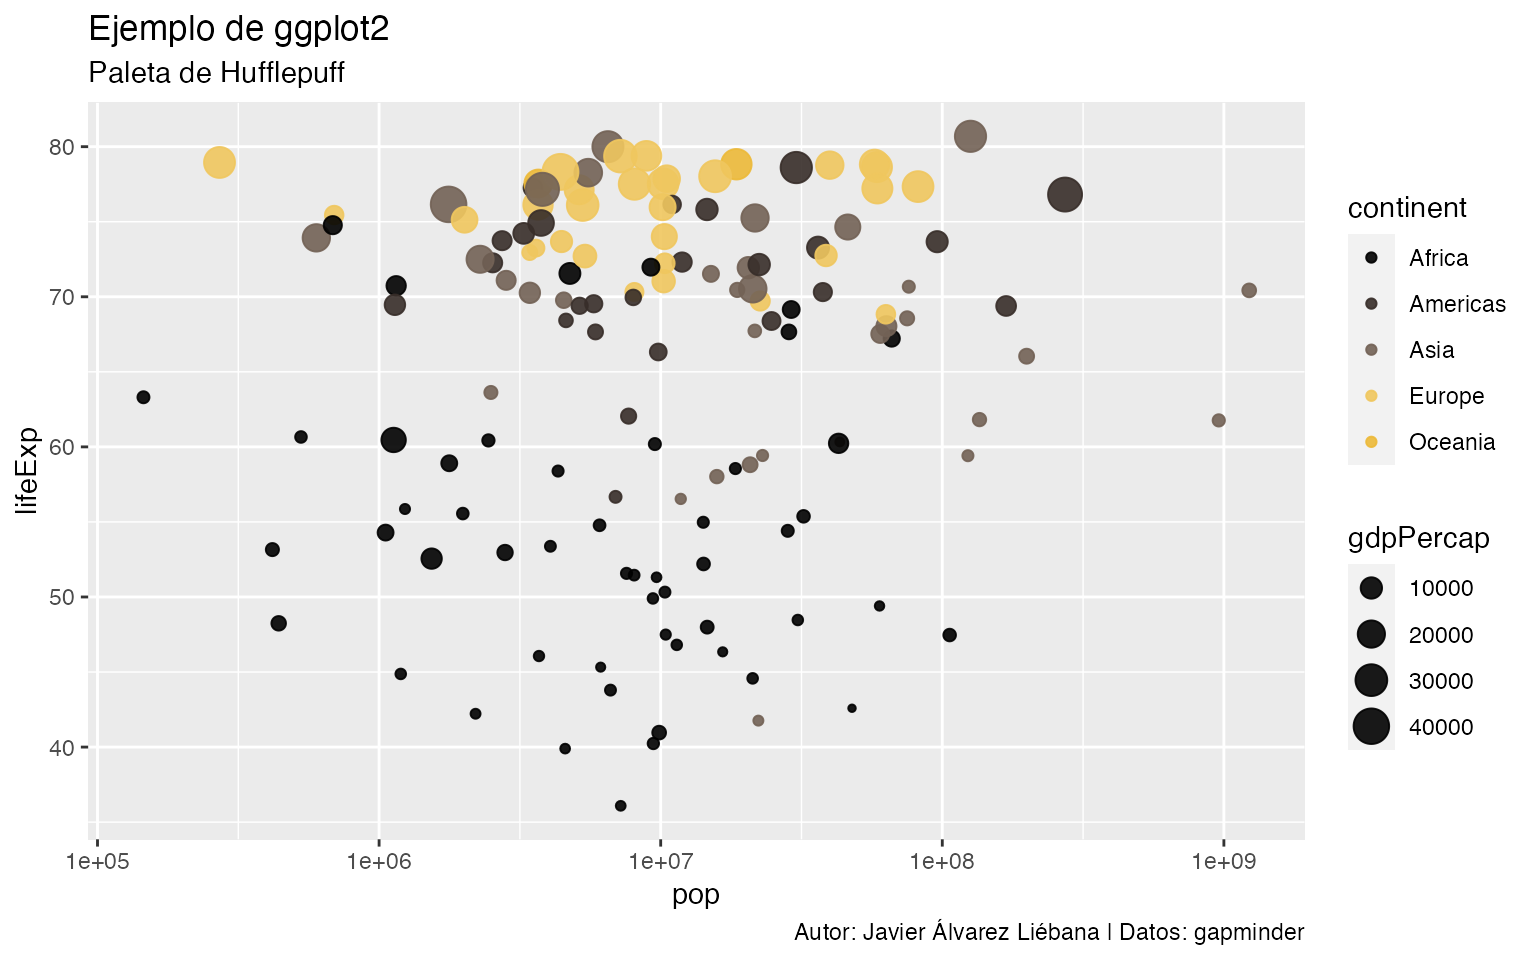 Ejemplo de ggplot2
Paleta de Hufflepuff
80
70
60
50
40
lifeExp
1e+05
1e+06
1e+07
1e+08
1e+09
pop
continent
Africa
Americas
Asia
Europe
Oceania
gdpPercap
10000
20000
30000
40000
Autor: Javier Álvarez Liébana | Datos: gapminder